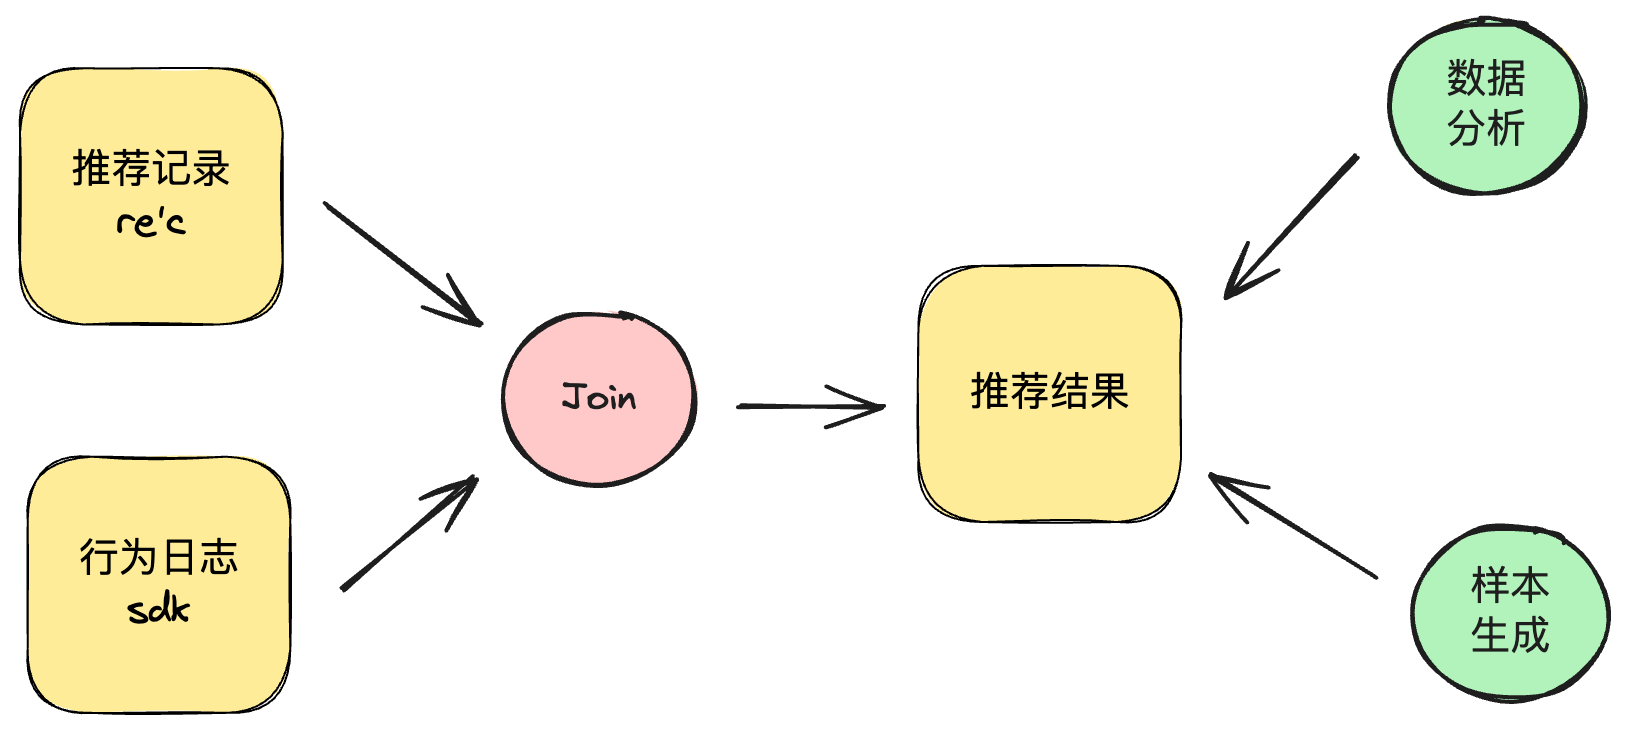 推荐记录
re'c
行为日志
sdk
Join
推荐结果
数据
分析
样本
生成